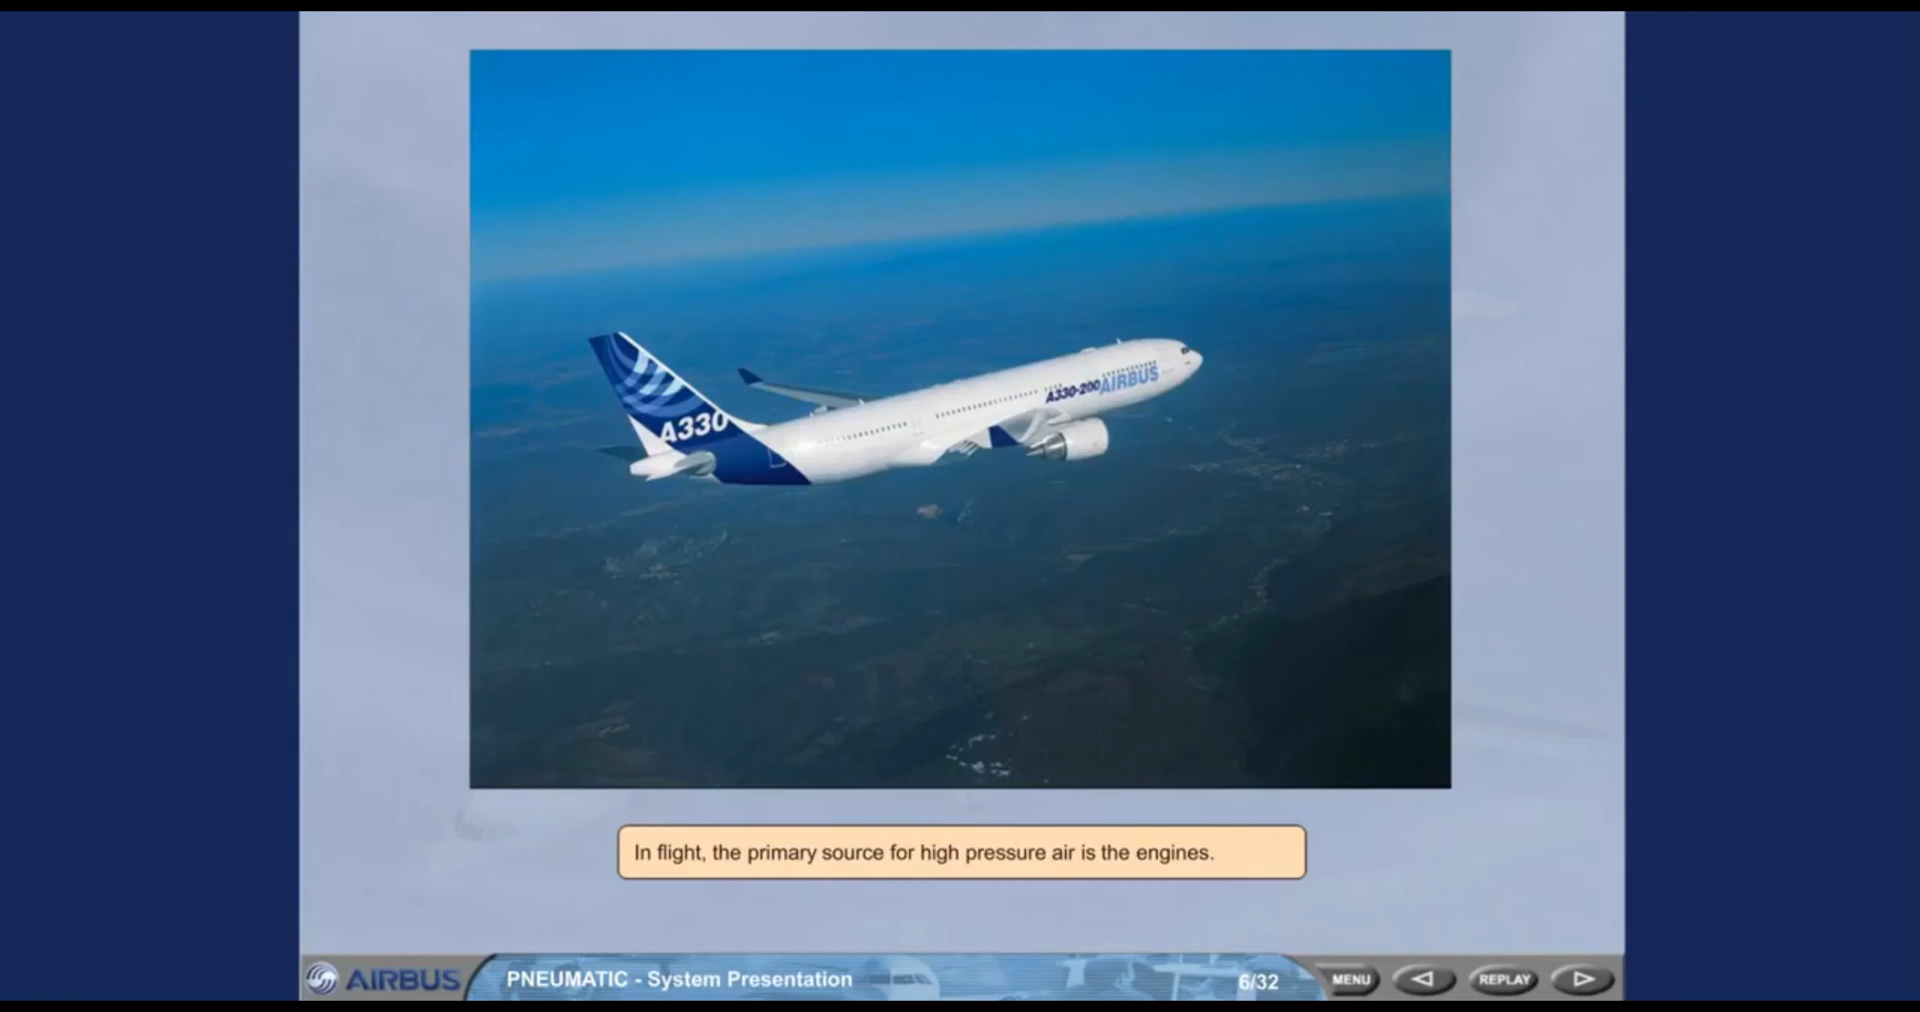 A330
A330-200 AIRBUS
In flight, the primary source for high pressure air is the engines.
AIRBUS
PNEUMATIC - System Presentation
6/32
MENU
REPLAY